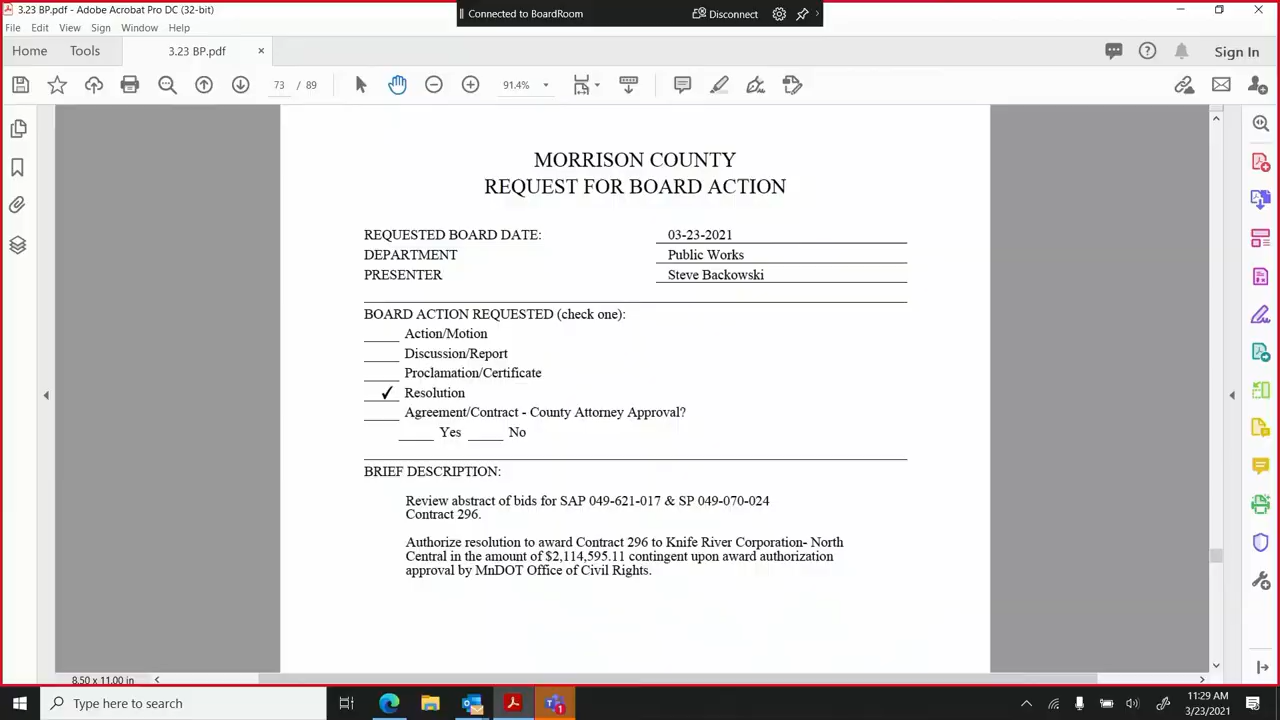 3.23 BP.pdf - Adobe Acrobat Pro DC (32-bit)
Connected to BoardRoom
Disconnect
File Edit View Sign Window Help
Home Tools 3.23 BP.pdf × Sign In
73 / 89 91.4%
MORRISON COUNTY
REQUEST FOR BOARD ACTION
REQUESTED BOARD DATE: 03-23-2021
DEPARTMENT Public Works
PRESENTER Steve Backowski
BOARD ACTION REQUESTED (check one):
____ Action/Motion
____ Discussion/Report
____ Proclamation/Certificate
✓ Resolution
____ Agreement/Contract - County Attorney Approval?
____ Yes ____ No
BRIEF DESCRIPTION:
Review abstract of bids for SAP 049-621-017 & SP 049-070-024
Contract 296.
Authorize resolution to award Contract 296 to Knife River Corporation- North
Central in the amount of $2,114,595.11 contingent upon award authorization
approval by MnDOT Office of Civil Rights.
8.50 x 11.00 in
Type here to search
11:29 AM
3/23/2021